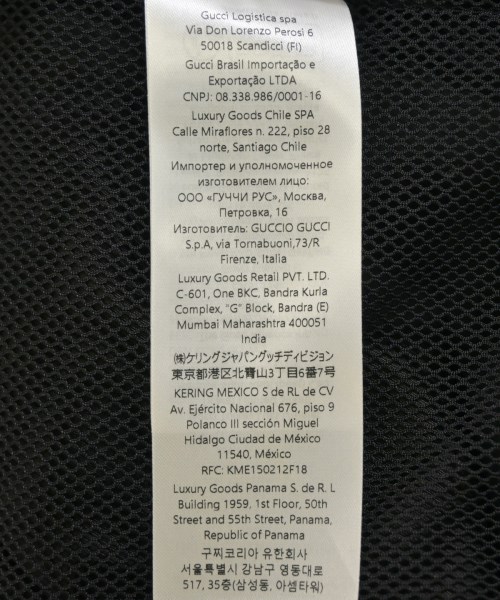 Gucci Logistica spa
Via Don Lorenzo Perosi 6
50018 Scandicci (FI)
Gucci Brasil Importação e
Exportação LTDA
CNPJ: 08.338.986/0001-16
Luxury Goods Chile SPA
Calle Miraflores n. 222, piso 28
norte, Santiago Chile
Импортер и уполномоченное
изготовителем лицо:
ООО «ГУЧЧИ РУС», Москва,
Петровка, 16
Изготовитель: GUCCIO GUCCI
S.p.A, via Tornabuoni,73/R
Firenze, Italia
Luxury Goods Retail PVT. LTD.
C-601, One BKC, Bandra Kurla
Complex, "G" Block, Bandra (E)
Mumbai Maharashtra 400051
India
㈱ケリングジャパングッチディビジョン
東京都港区北青山3丁目6番7号
KERING MEXICO S de RL de CV
Av. Ejército Nacional 676, piso 9
Polanco III sección Miguel
Hidalgo Ciudad de México
11540, México
RFC: KME150212F18
Luxury Goods Panama S. de R. L
Building 1959. 1st Floor, 50th
Street and 55th Street, Panama,
Republic of Panama
구찌코리아 유한회사
서울특별시 강남구 영동대로
517, 35층(삼성동, 아셈타워)